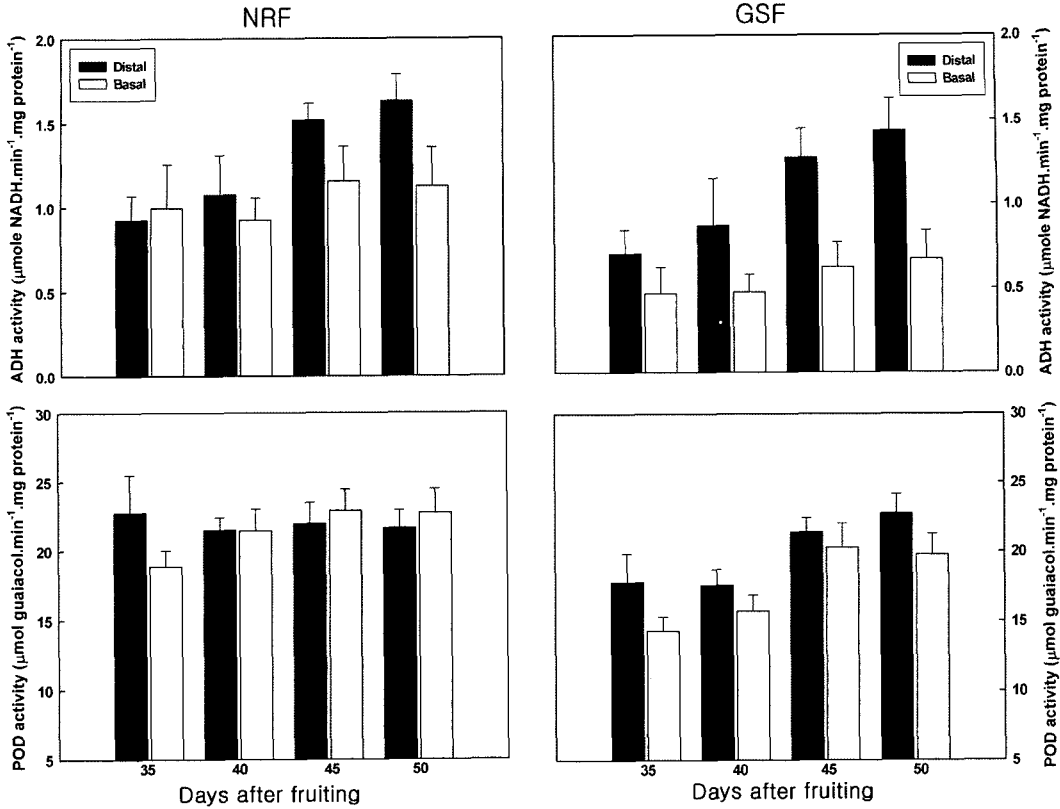 NRF
GSF
2.0
1.5
1.0
0.5
0.0
ADH activity (μmole NADH.min⁻¹.mg protein⁻¹)
Distal
Basal
Distal
Basal
2.0
1.5
1.0
0.5
0.0
ADH activity (μmole NADH.min⁻¹.mg protein⁻¹)
30
25
20
15
10
5
POD activity (μmol guaiacol.min⁻¹.mg protein⁻¹)
35 40 45 50
Days after fruiting
35 40 45 50
Days after fruiting
30
25
20
15
10
5
POD activity (μmol guaiacol.min⁻¹.mg protein⁻¹)